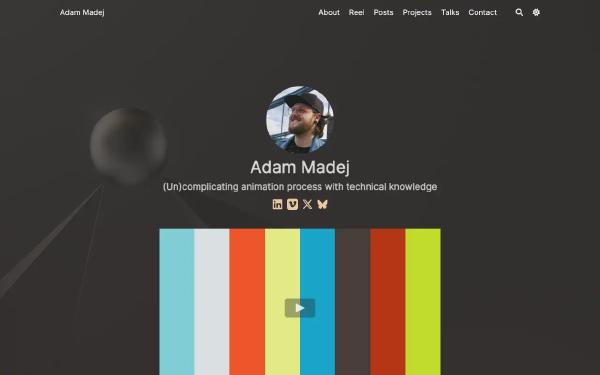 Adam Madej
About Reel Posts Projects Talks Contact
Adam Madej
(Un)complicating animation process with technical knowledge